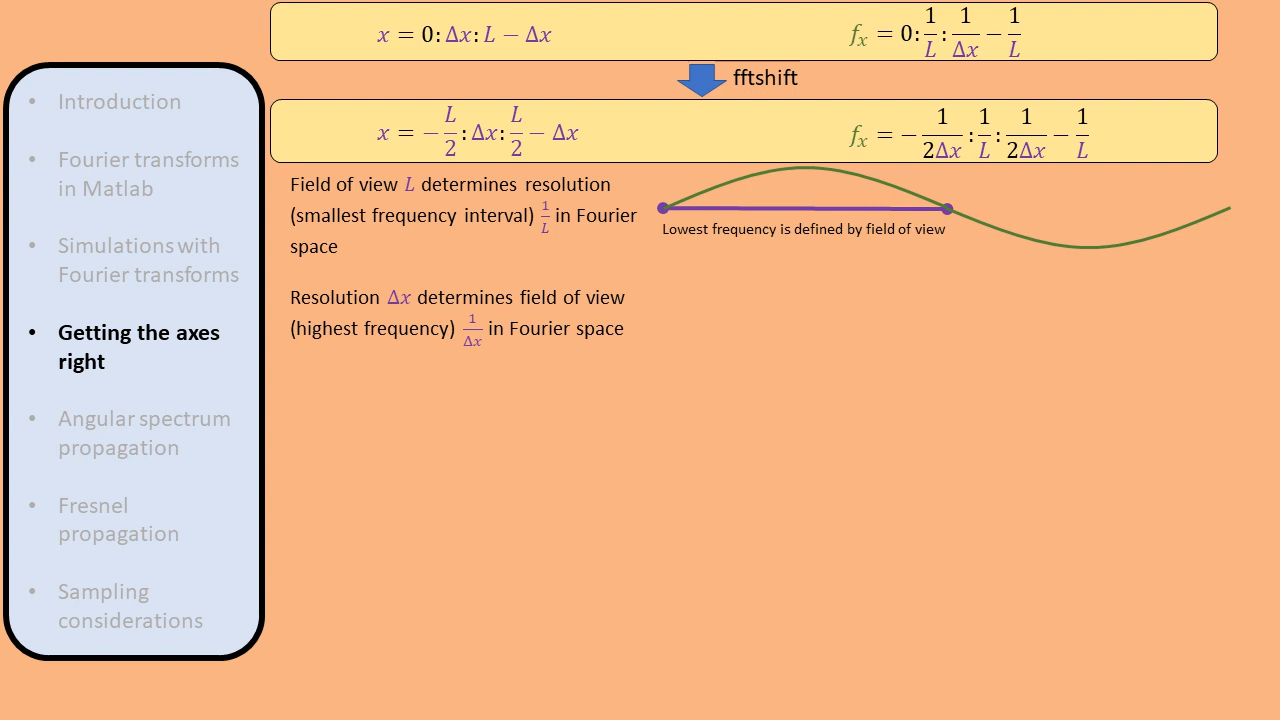 x = 0: Δx: L − Δx
f_x = 0: 1/L : 1/Δx − 1/L
fftshift
x = − L/2 : Δx: L/2 − Δx
f_x = − 1/2Δx : 1/L : 1/2Δx − 1/L
• Introduction
• Fourier transforms
in Matlab
• Simulations with
Fourier transforms
• Getting the axes
right
• Angular spectrum
propagation
• Fresnel
propagation
• Sampling
considerations
Field of view L determines resolution
(smallest frequency interval) 1/L in Fourier
space
Lowest frequency is defined by field of view
Resolution Δx determines field of view
(highest frequency) 1/Δx in Fourier space